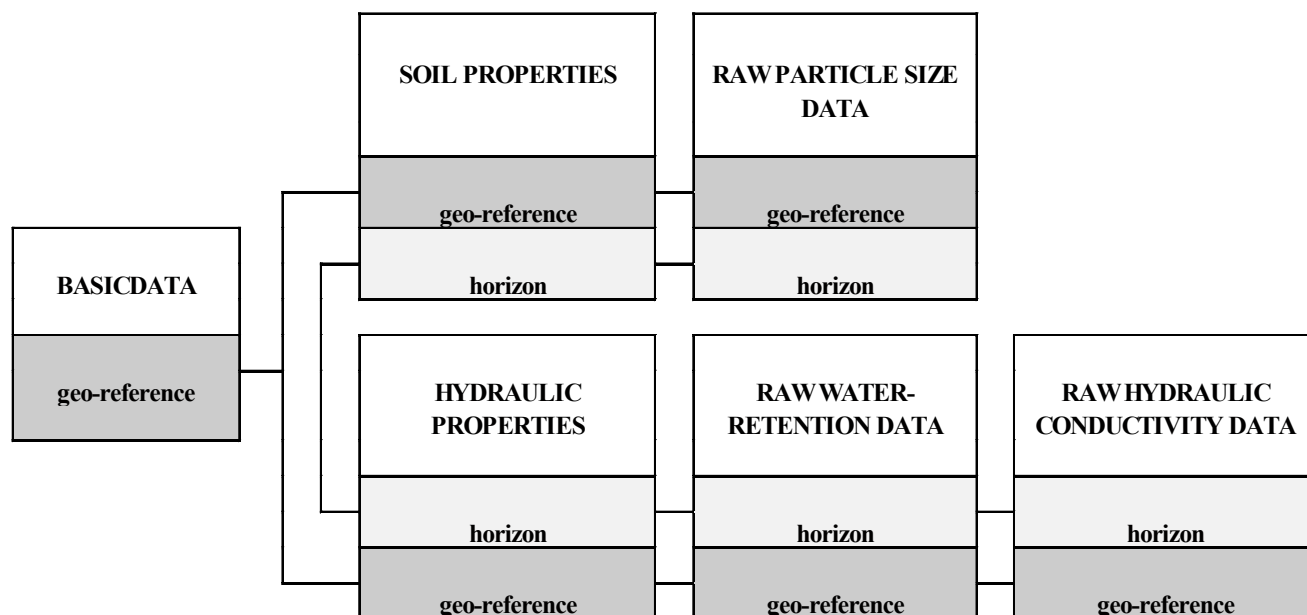 SOIL PROPERTIES
RAW PARTICLE SIZE
DATA
geo-reference
geo-reference
horizon
horizon
BASICDATA
geo-reference
HYDRAULIC
PROPERTIES
RAW WATER-
RETENTION DATA
RAW HYDRAULIC
CONDUCTIVITY DATA
horizon
horizon
horizon
geo-reference
geo-reference
geo-reference